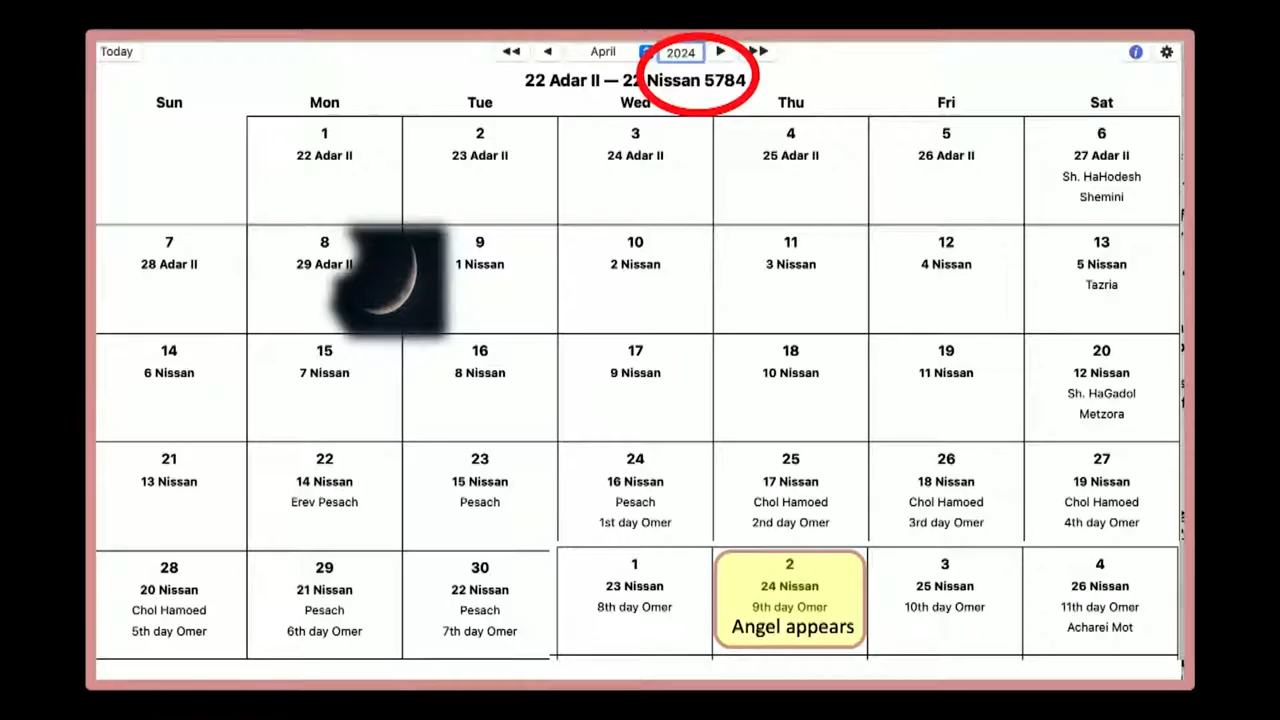 Today April 2024
22 Adar II — 22 Nissan 5784
Sun Mon Tue Wed Thu Fri Sat
1 2 3 4 5 6
22 Adar II 23 Adar II 24 Adar II 25 Adar II 26 Adar II 27 Adar II
Sh. HaHodesh
Shemini
7 8 9 10 11 12 13
28 Adar II 29 Adar II 1 Nissan 2 Nissan 3 Nissan 4 Nissan 5 Nissan
Tazria
14 15 16 17 18 19 20
6 Nissan 7 Nissan 8 Nissan 9 Nissan 10 Nissan 11 Nissan 12 Nissan
Sh. HaGadol
Metzora
21 22 23 24 25 26 27
13 Nissan 14 Nissan 15 Nissan 16 Nissan 17 Nissan 18 Nissan 19 Nissan
Erev Pesach Pesach Pesach Chol Hamoed Chol Hamoed Chol Hamoed
1st day Omer 2nd day Omer 3rd day Omer 4th day Omer
28 29 30 1 2 3 4
20 Nissan 21 Nissan 22 Nissan 23 Nissan 24 Nissan 25 Nissan 26 Nissan
Chol Hamoed Pesach Pesach 8th day Omer 9th day Omer 10th day Omer 11th day Omer
5th day Omer 6th day Omer 7th day Omer Angel appears Acharei Mot